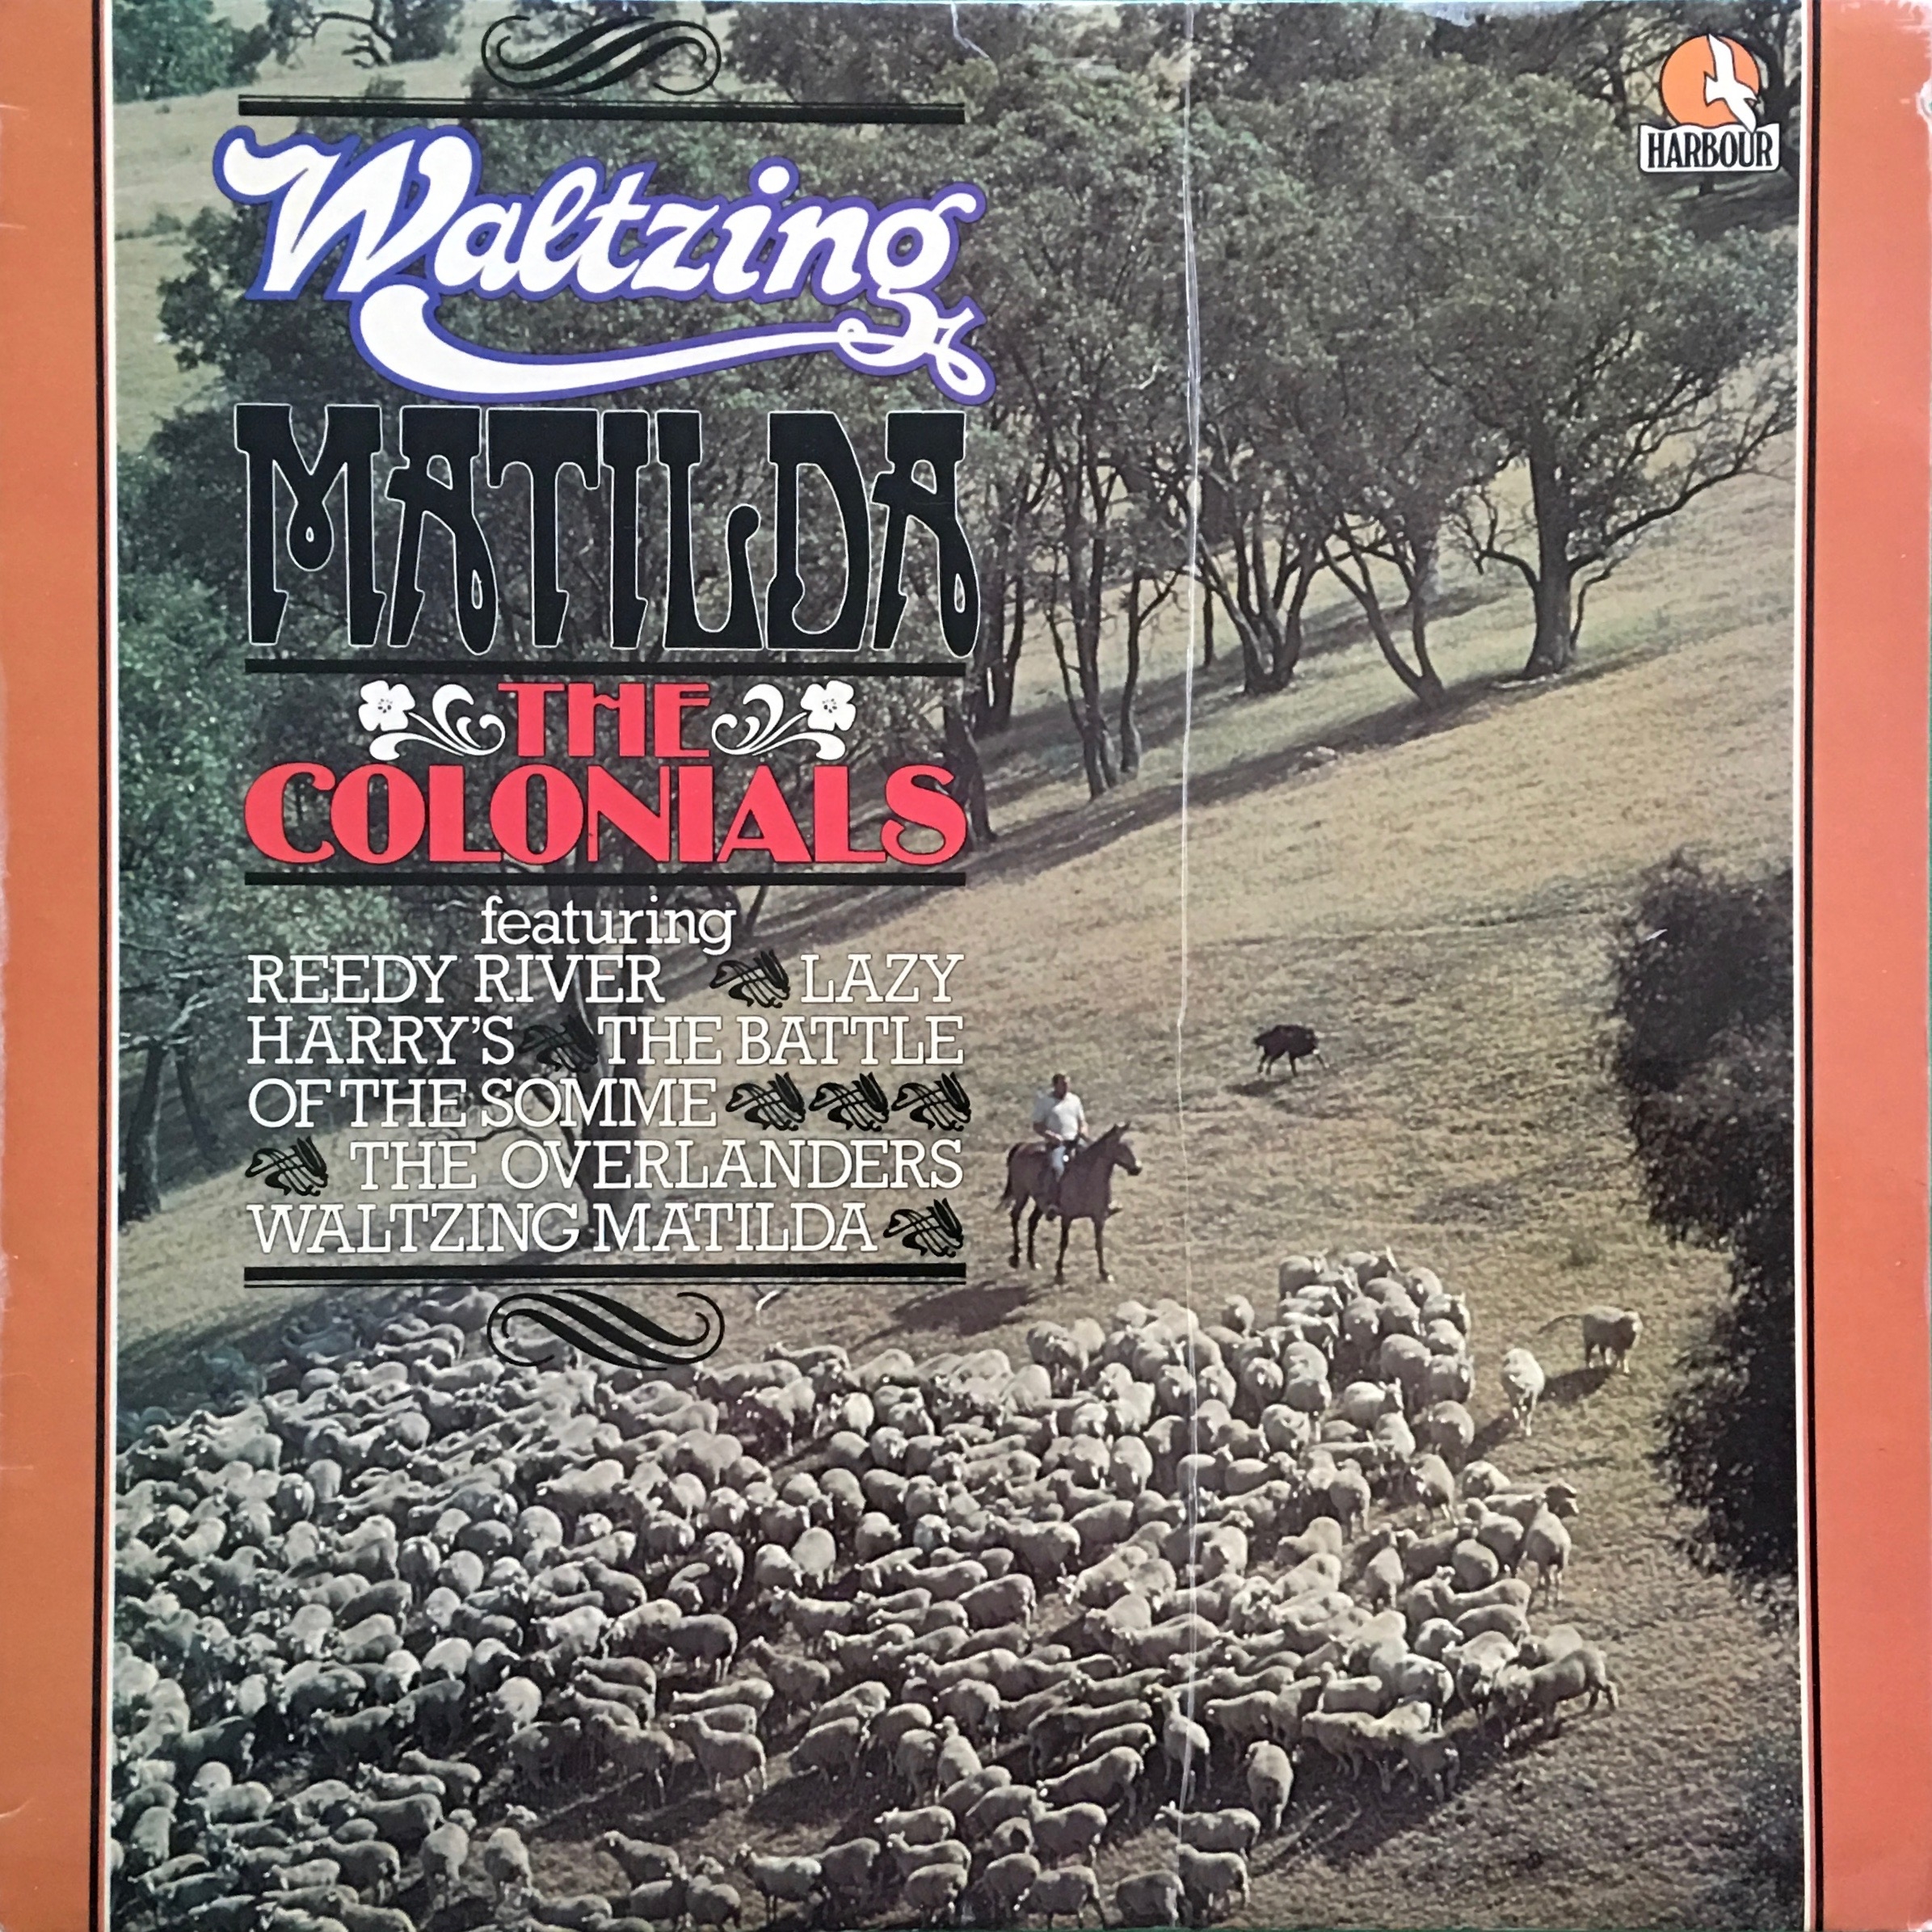 HARBOUR
Waltzing
MATILDA
THE
COLONIALS
featuring
REEDY RIVER LAZY
HARRY'S THE BATTLE
OF THE SOMME
THE OVERLANDERS
WALTZING MATILDA